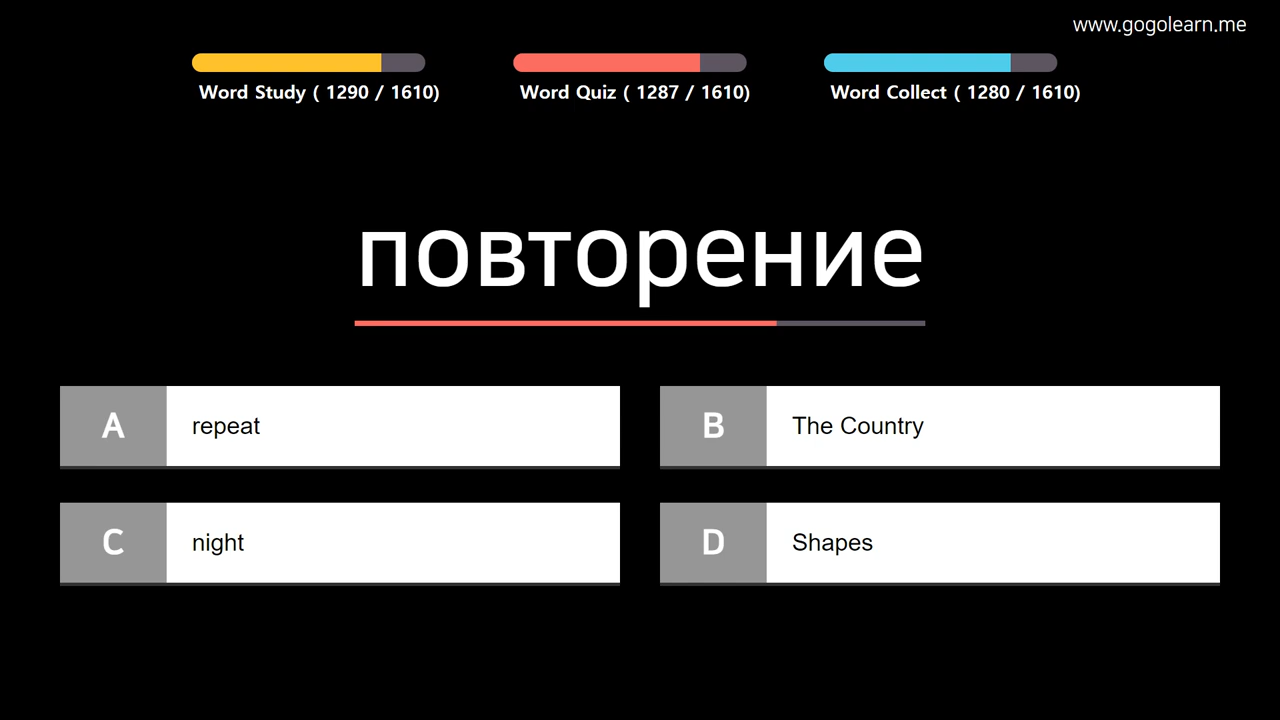 www.gogolearn.me
Word Study ( 1290 / 1610)
Word Quiz ( 1287 / 1610)
Word Collect ( 1280 / 1610)
повторение
A
repeat
B
The Country
C
night
D
Shapes